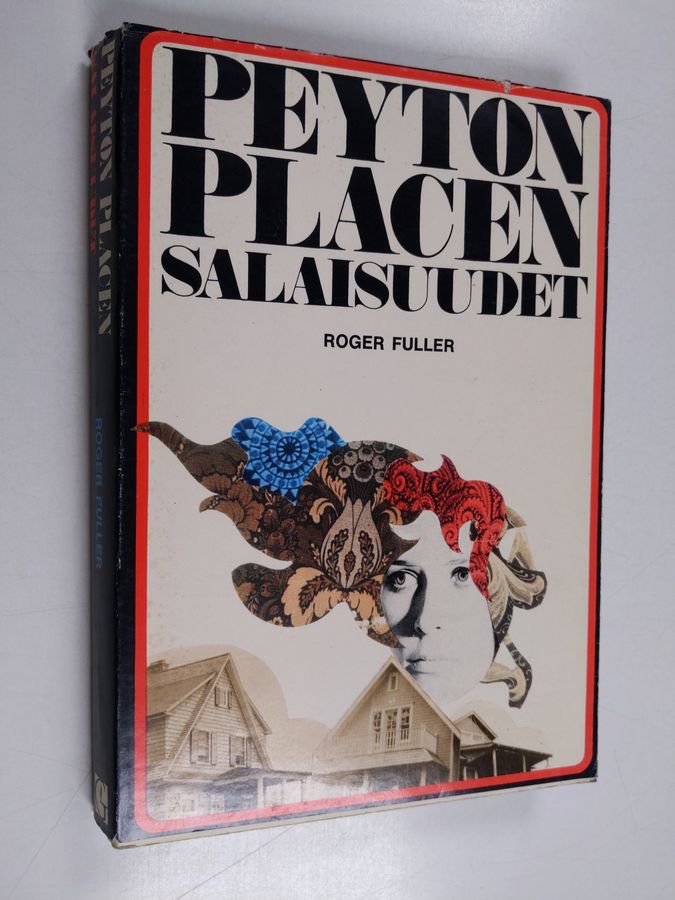 PEYTON
PLACEN
SALAISUUDET
ROGER FULLER
PEYTON PLACEN
ROGER FULLER